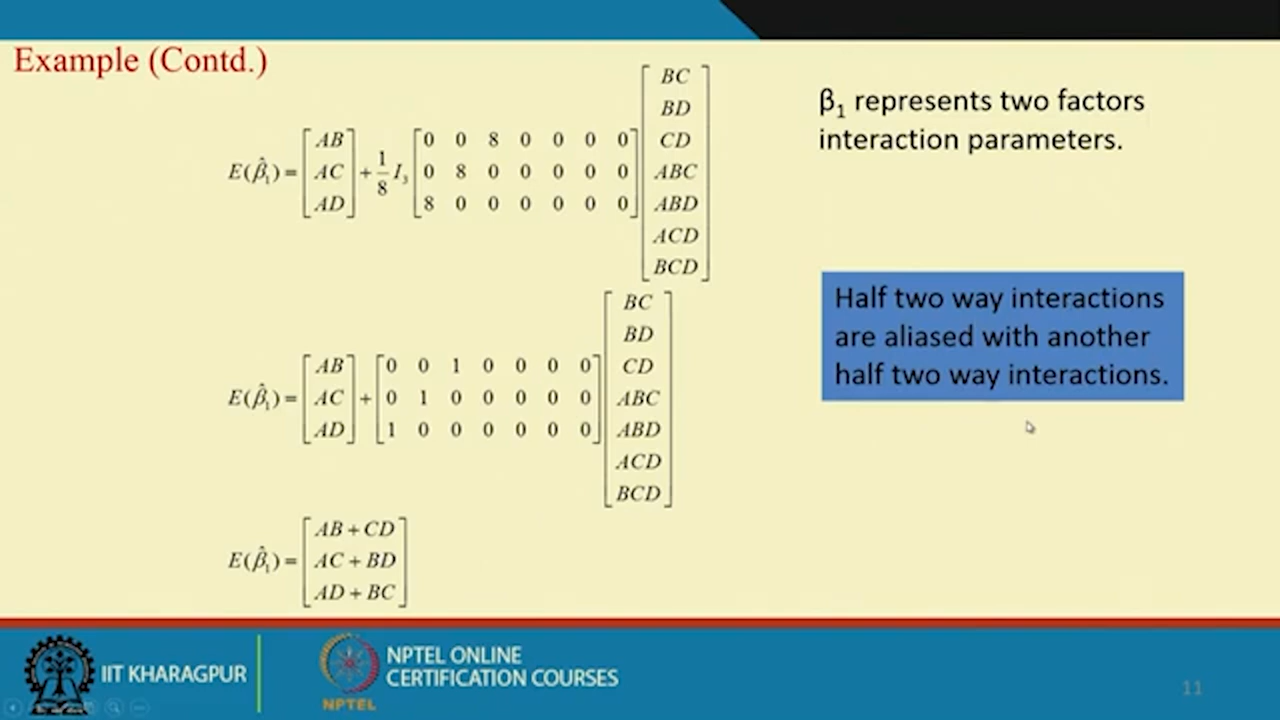 Example (Contd.)
E(β̂₁) = [AB; AC; AD] + 1/8 I₃ [0 0 8 0 0 0 0; 0 8 0 0 0 0 0; 8 0 0 0 0 0 0] [BC; BD; CD; ABC; ABD; ACD; BCD]
β₁ represents two factors
interaction parameters.
E(β̂₁) = [AB; AC; AD] + [0 0 1 0 0 0 0; 0 1 0 0 0 0 0; 1 0 0 0 0 0 0] [BC; BD; CD; ABC; ABD; ACD; BCD]
Half two way interactions
are aliased with another
half two way interactions.
E(β̂₁) = [AB + CD; AC + BD; AD + BC]
IIT KHARAGPUR
NPTEL
NPTEL ONLINE
CERTIFICATION COURSES
11